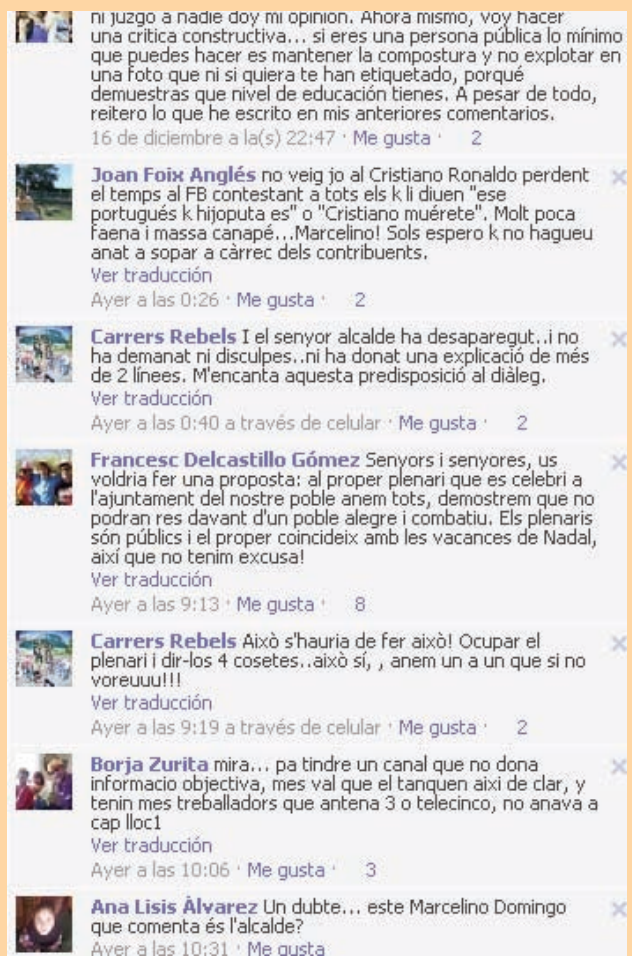 ni juzgo a nadie doy mi opinión. Ahora mismo, voy hacer
una critica constructiva... si eres una persona pública lo mínimo
que puedes hacer es mantener la compostura y no explotar en
una foto que ni si quiera te han etiquetado, porqué
demuestras que nivel de educación tienes. A pesar de todo,
reitero lo que he escrito en mis anteriores comentarios.
16 de diciembre a la(s) 22:47 · Me gusta · 2
Joan Foix Anglés no veig jo al Cristiano Ronaldo perdent
el temps al FB contestant a tots els k li diuen "ese
portugués k hijoputa es" o "Cristiano muérete". Molt poca
faena i massa canapé...Marcelino! Sols espero k no hagueu
anat a sopar a càrrec dels contribuents.
Ver traducción
Ayer a las 0:26 · Me gusta · 2
Carrers Rebels I el senyor alcalde ha desaparegut..i no
ha demanat ni disculpes..ni ha donat una explicació de més
de 2 línees. M'encanta aquesta predisposició al diàleg.
Ver traducción
Ayer a las 0:40 a través de celular · Me gusta · 2
Francesc Delcastillo Gómez Senyors i senyores, us
voldria fer una proposta: al proper plenari que es celebri a
l'ajuntament del nostre poble anem tots, demostrem que no
podran res davant d'un poble alegre i combatiu. Els plenaris
són públics i el proper coincideix amb les vacances de Nadal,
així que no tenim excusa!
Ver traducción
Ayer a las 9:13 · Me gusta · 8
Carrers Rebels Això s'hauria de fer això! Ocupar el
plenari i dir-los 4 cosetes..això sí, , anem un a un que si no
voreuuu!!!
Ver traducción
Ayer a las 9:19 a través de celular · Me gusta · 2
Borja Zurita mira... pa tindre un canal que no dona
informacio objectiva, mes val que el tanquen aixi de clar, y
tenin mes treballadors que antena 3 o telecinco, no anava a
cap lloc1
Ver traducción
Ayer a las 10:06 · Me gusta · 3
Ana Lisis Àlvarez Un dubte... este Marcelino Domingo
que comenta és l'alcalde?
Ayer a las 10:31 · Me gusta